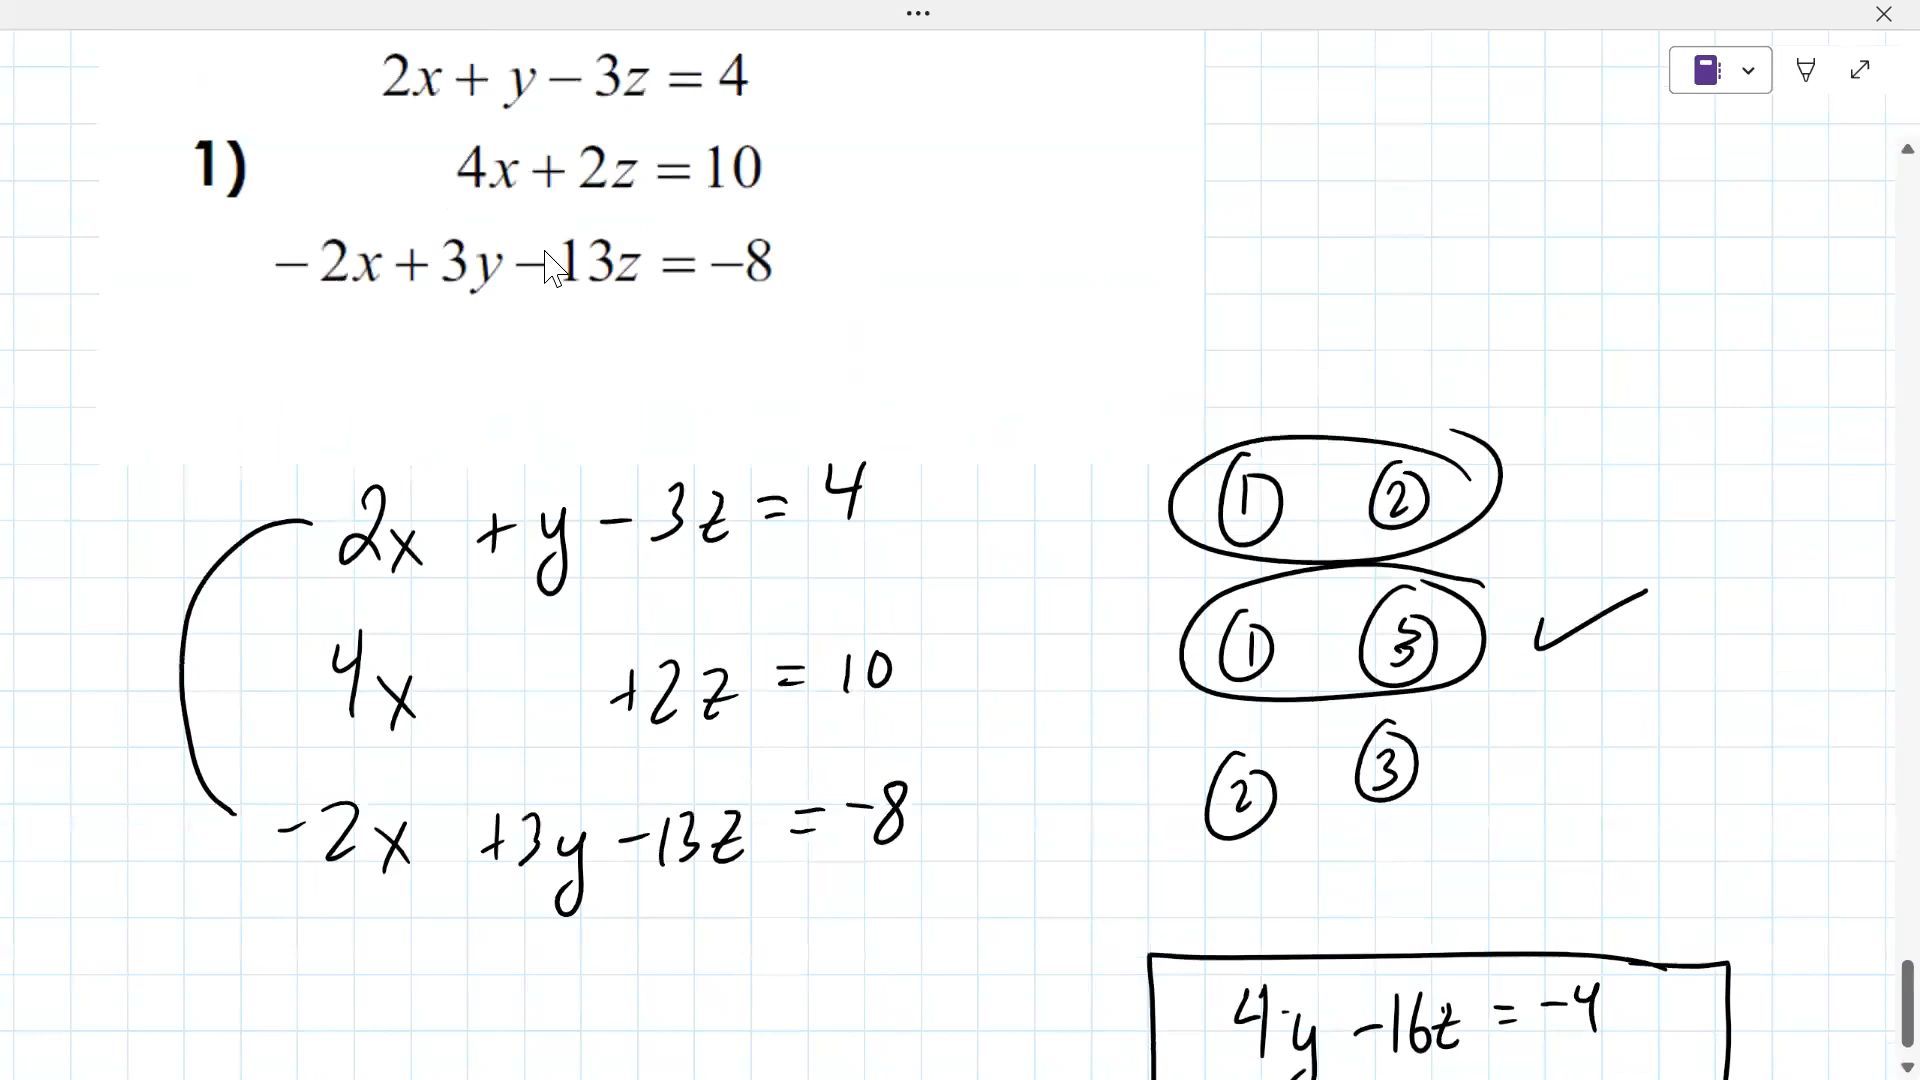 2x + y − 3z = 4
1)
4x + 2z = 10
− 2x + 3y − 13z = −8
2x + y − 3z = 4
4x +2z = 10
-2x +3y −13z = −8
① ②
① ③
② ③
4y −16z = −4